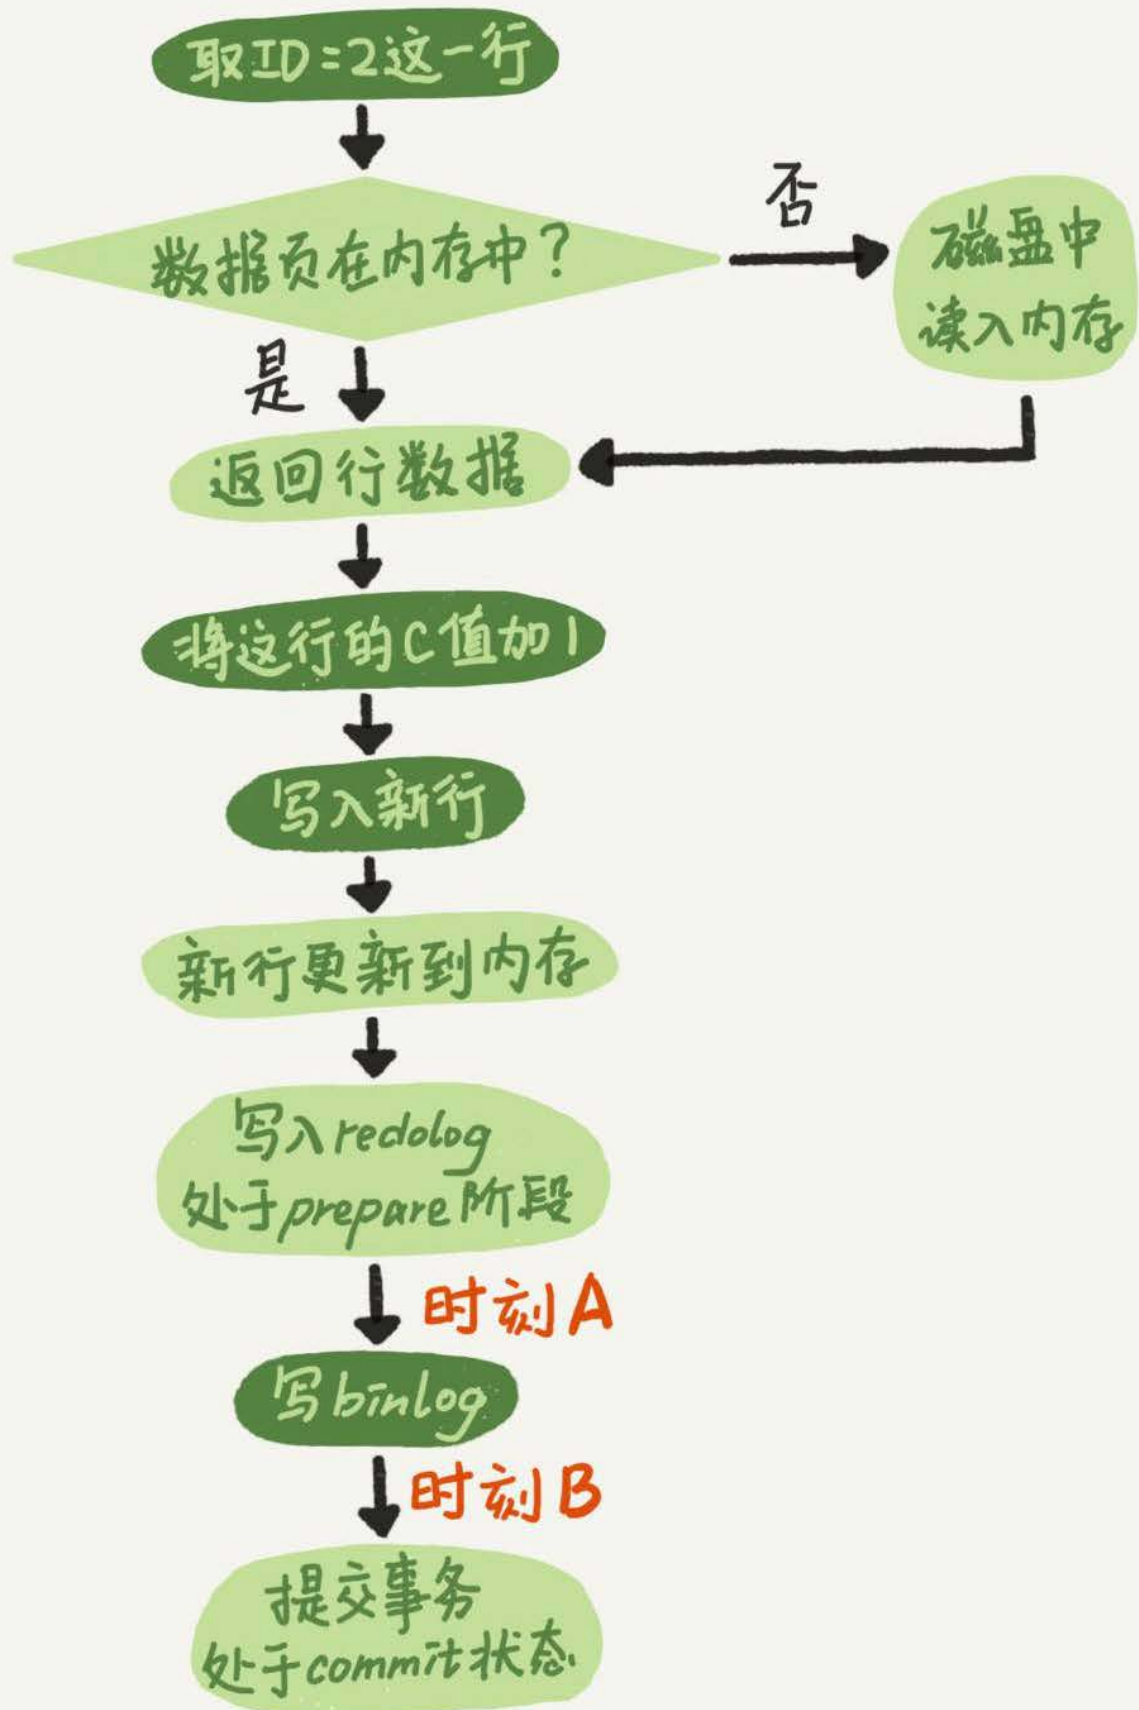 取ID=2这一行
数据页在内存中？
否
磁盘中
读入内存
是
返回行数据
将这行的C值加1
写入新行
新行更新到内存
写入redolog
处于prepare阶段
时刻A
写binlog
时刻B
提交事务
处于commit状态